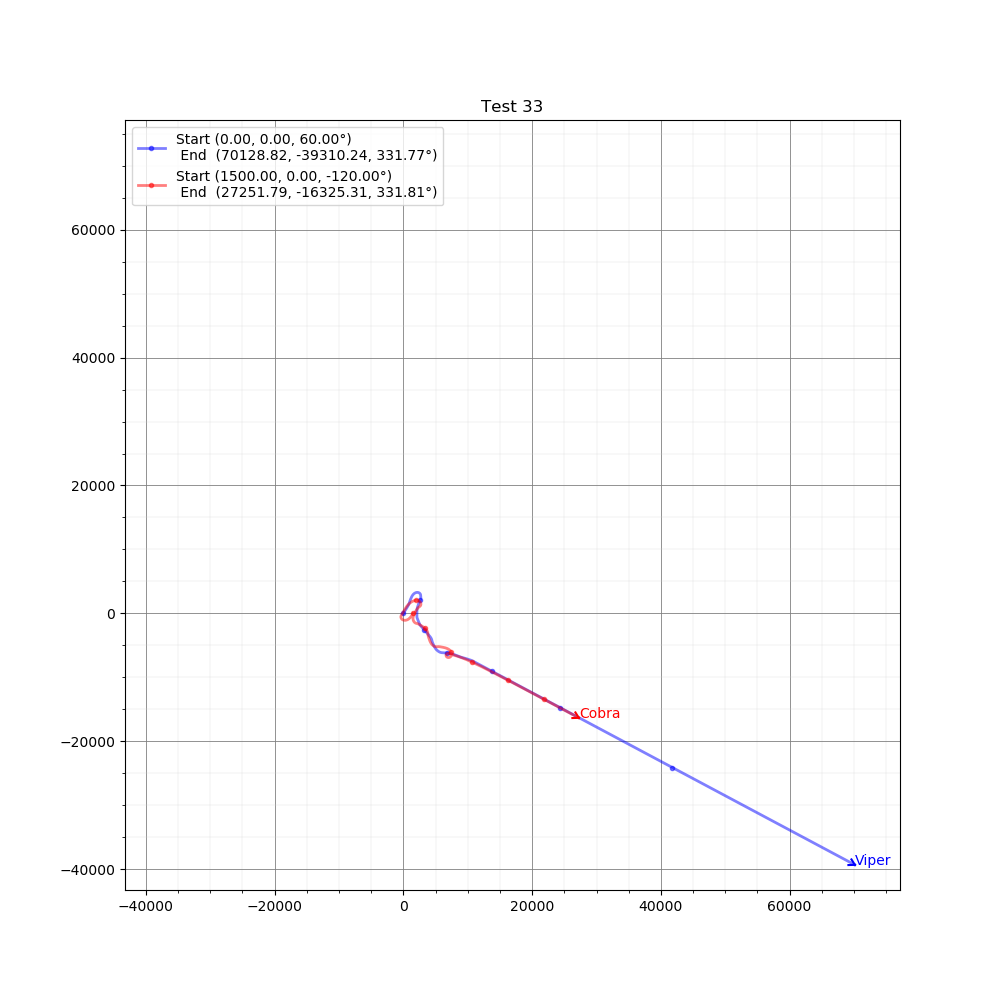 Test 33
Start (0.00, 0.00, 60.00°)
End (70128.82, -39310.24, 331.77°)
Start (1500.00, 0.00, -120.00°)
End (27251.79, -16325.31, 331.81°)
60000
40000
20000
0
Cobra
−20000
Viper
−40000
−40000 −20000 0 20000 40000 60000